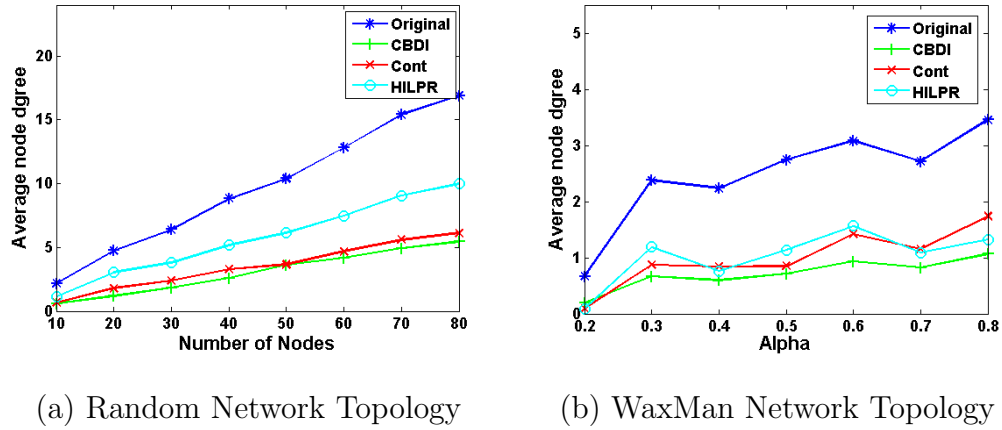 Average node dgree
20
15
10
5
0
10 20 30 40 50 60 70 80
Number of Nodes
Original
CBDI
Cont
HILPR
(a) Random Network Topology
Average node dgree
5
4
3
2
1
0
0.2 0.3 0.4 0.5 0.6 0.7 0.8
Alpha
Original
CBDI
Cont
HILPR
(b) WaxMan Network Topology